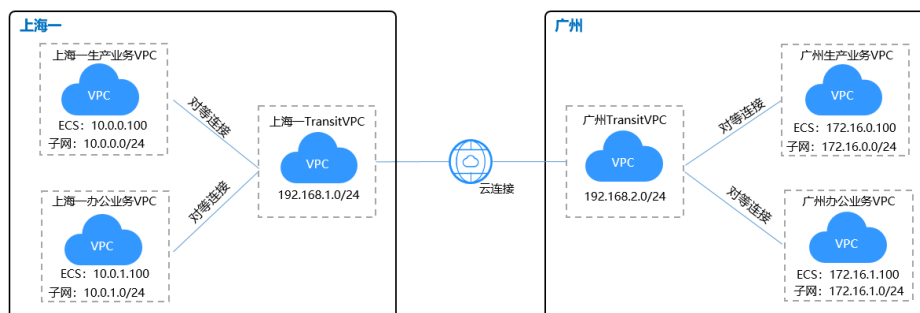 上海一
上海一生产业务VPC
VPC
ECS：10.0.0.100
子网：10.0.0.0/24
对等连接
上海一TransitVPC
VPC
192.168.1.0/24
上海一办公业务VPC
VPC
ECS：10.0.1.100
子网：10.0.1.0/24
对等连接
云连接
广州
广州TransitVPC
VPC
192.168.2.0/24
对等连接
广州生产业务VPC
VPC
ECS：172.16.0.100
子网：172.16.0.0/24
对等连接
广州办公业务VPC
VPC
ECS：172.16.1.100
子网：172.16.1.0/24